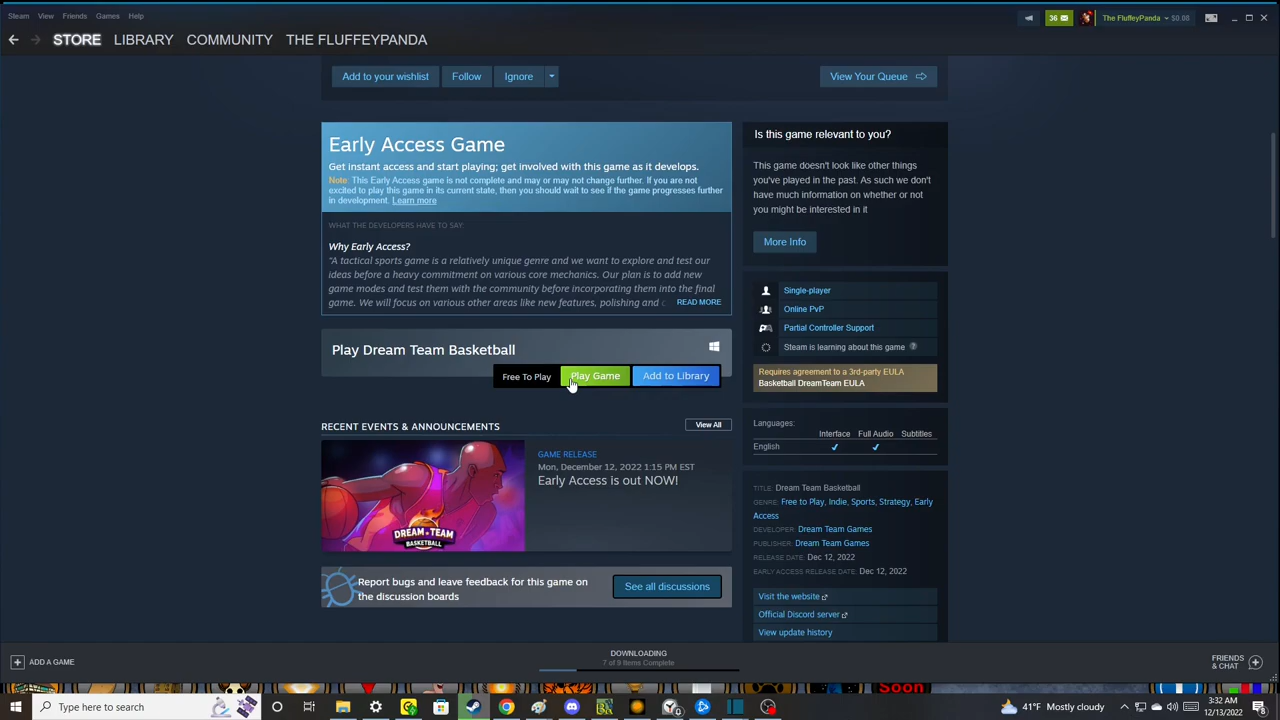 Steam View Friends Games Help
36
The FluffeyPanda $0.08
STORE LIBRARY COMMUNITY THE FLUFFEYPANDA
Add to your wishlist Follow Ignore View Your Queue
Early Access Game
Get instant access and start playing; get involved with this game as it develops.
Note: This Early Access game is not complete and may or may not change further. If you are
not excited to play this game in its current state, then you should wait to see if the game progresses further
in development. Learn more
WHAT THE DEVELOPERS HAVE TO SAY:
Why Early Access?
"A tactical sports game is a relatively unique genre and we want to explore and test our
ideas before a heavy commitment on various core mechanics. Our plan is to add new
game modes and test them with the community before incorporating them into the final
game. We will focus on various other areas like new features, polishing and c READ MORE
Play Dream Team Basketball
Free To Play Play Game Add to Library
RECENT EVENTS & ANNOUNCEMENTS View All
DREAM TEAM
BASKETBALL
GAME RELEASE
Mon, December 12, 2022 1:15 PM EST
Early Access is out NOW!
Report bugs and leave feedback for this game on
the discussion boards
See all discussions
Is this game relevant to you?
This game doesn't look like other things
you've played in the past. As such we don't
have much information on whether or not
you might be interested in it
More Info
Single-player
Online PvP
Partial Controller Support
Steam is learning about this game ?
Requires agreement to a 3rd-party EULA
Basketball DreamTeam EULA
Languages:
Interface Full Audio Subtitles
English ✔ ✔
TITLE: Dream Team Basketball
GENRE: Free to Play, Indie, Sports, Strategy, Early
Access
DEVELOPER: Dream Team Games
PUBLISHER: Dream Team Games
RELEASE DATE: Dec 12, 2022
EARLY ACCESS RELEASE DATE: Dec 12, 2022
Visit the website
Official Discord server
View update history
ADD A GAME
DOWNLOADING
7 of 9 Items Complete
FRIENDS
& CHAT
Soon
Type here to search
41°F Mostly cloudy
3:32 AM
12/13/2022